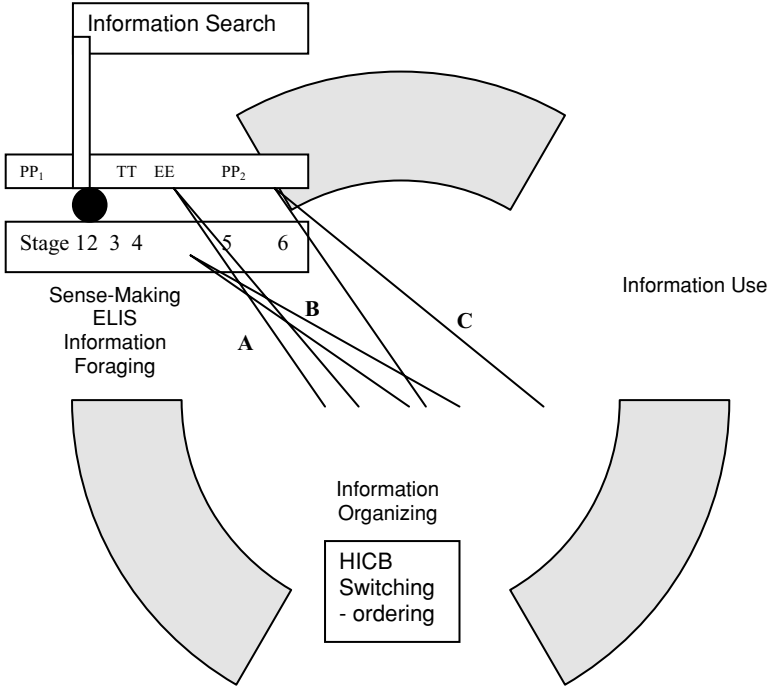 Information Search
PP₁ TT EE PP₂
Stage 12 3 4 5 6
Sense-Making
ELIS
Information
Foraging
A
B
C
Information Use
Information
Organizing
HICB
Switching
- ordering